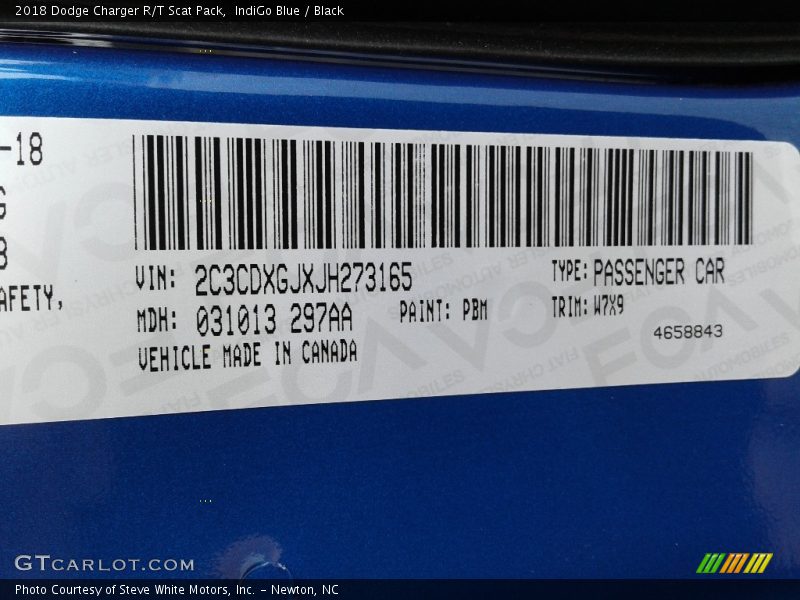 2018 Dodge Charger R/T Scat Pack, IndiGo Blue / Black
-18
AFETY,
VIN: 2C3CDXGJXJH273165
TYPE: PASSENGER CAR
MDH: 031013 297AA
PAINT: PBM
TRIM: W7X9
VEHICLE MADE IN CANADA
4658843
GTCARLOT.COM
Photo Courtesy of Steve White Motors, Inc. - Newton, NC